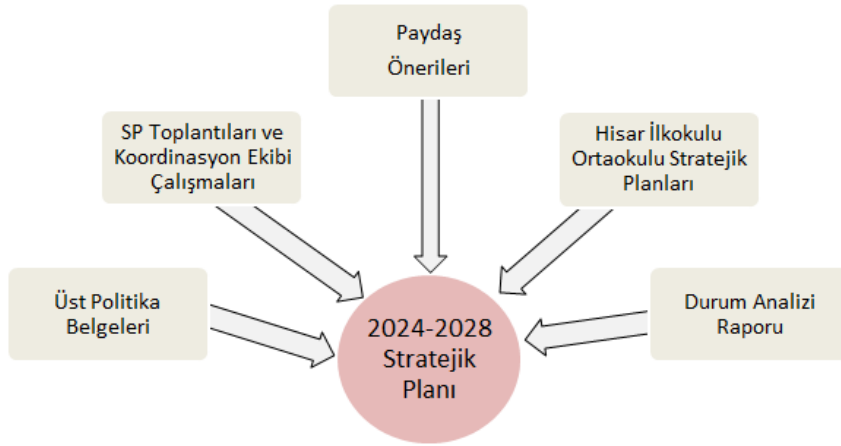 Paydaş
Önerileri
SP Toplantıları ve
Koordinasyon Ekibi
Çalışmaları
Hisar İlkokulu
Ortaokulu Stratejik
Planları
Üst Politika
Belgeleri
Durum Analizi
Raporu
2024-2028
Stratejik
Planı